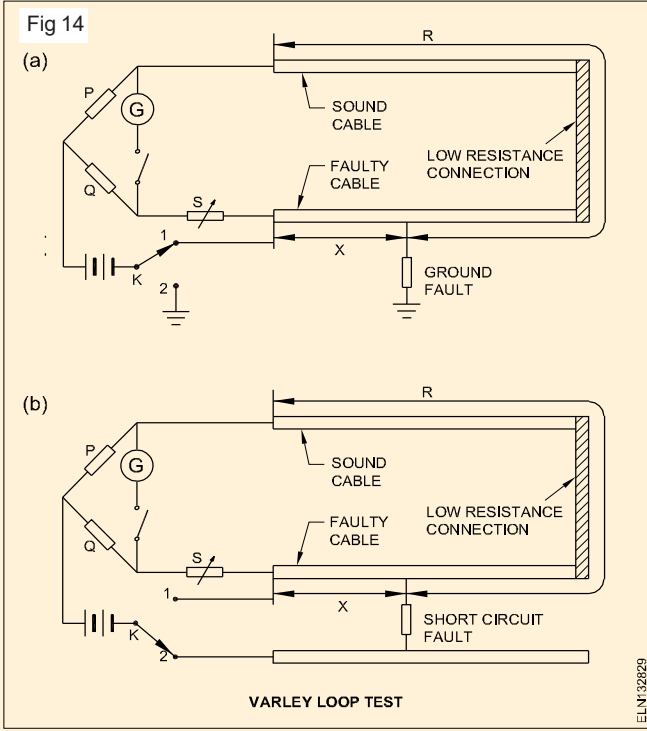 Fig 14
(a)
R
P
G
SOUND
CABLE
LOW RESISTANCE
CONNECTION
FAULTY
CABLE
Q
S
1
X
K
2
GROUND
FAULT
(b)
R
P
G
SOUND
CABLE
LOW RESISTANCE
CONNECTION
FAULTY
CABLE
Q
S
1
X
K
2
SHORT CIRCUIT
FAULT
VARLEY LOOP TEST
ELN132829